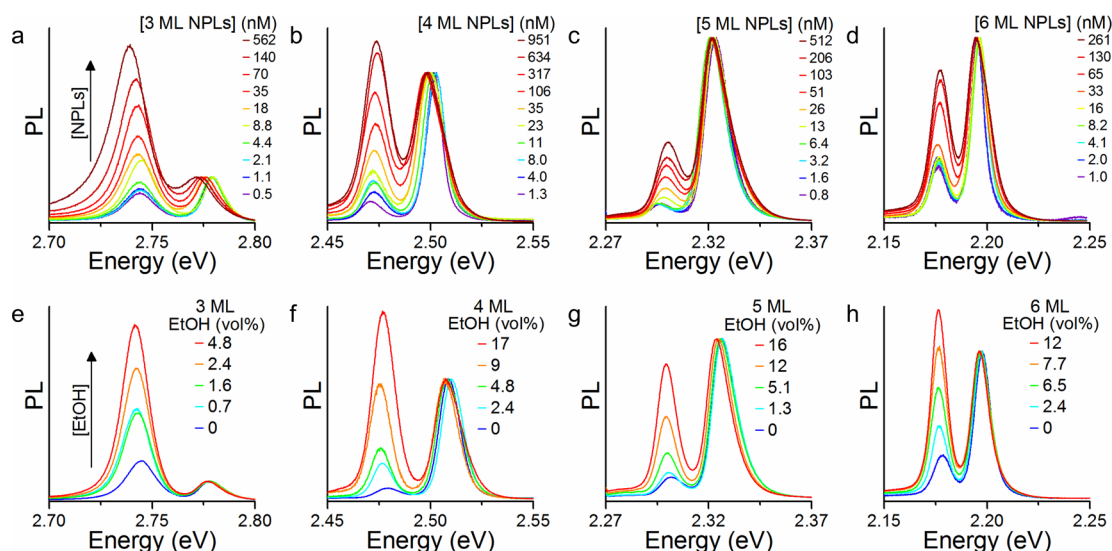 a
[3 ML NPLs] (nM)
562
140
70
35
18
8.8
4.4
2.1
1.1
0.5
[NPLs]
PL
2.70 2.75 2.80
Energy (eV)
b
[4 ML NPLs] (nM)
951
634
317
106
35
23
11
8.0
4.0
1.3
PL
2.45 2.50 2.55
Energy (eV)
c
[5 ML NPLs] (nM)
512
206
103
51
26
13
6.4
3.2
1.6
0.8
PL
2.27 2.32 2.37
Energy (eV)
d
[6 ML NPLs] (nM)
261
130
65
33
16
8.2
4.1
2.0
1.0
PL
2.15 2.20 2.25
Energy (eV)
e
3 ML
EtOH (vol%)
4.8
2.4
1.6
0.7
0
[EtOH]
PL
2.70 2.75 2.80
Energy (eV)
f
4 ML
EtOH (vol%)
17
9
4.8
2.4
0
PL
2.45 2.50 2.55
Energy (eV)
g
5 ML
EtOH (vol%)
16
12
5.1
1.3
0
PL
2.27 2.32 2.37
Energy (eV)
h
6 ML
EtOH (vol%)
12
7.7
6.5
2.4
0
PL
2.15 2.20 2.25
Energy (eV)